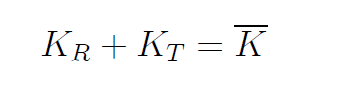 $K_R + K_T = \overline{K}$